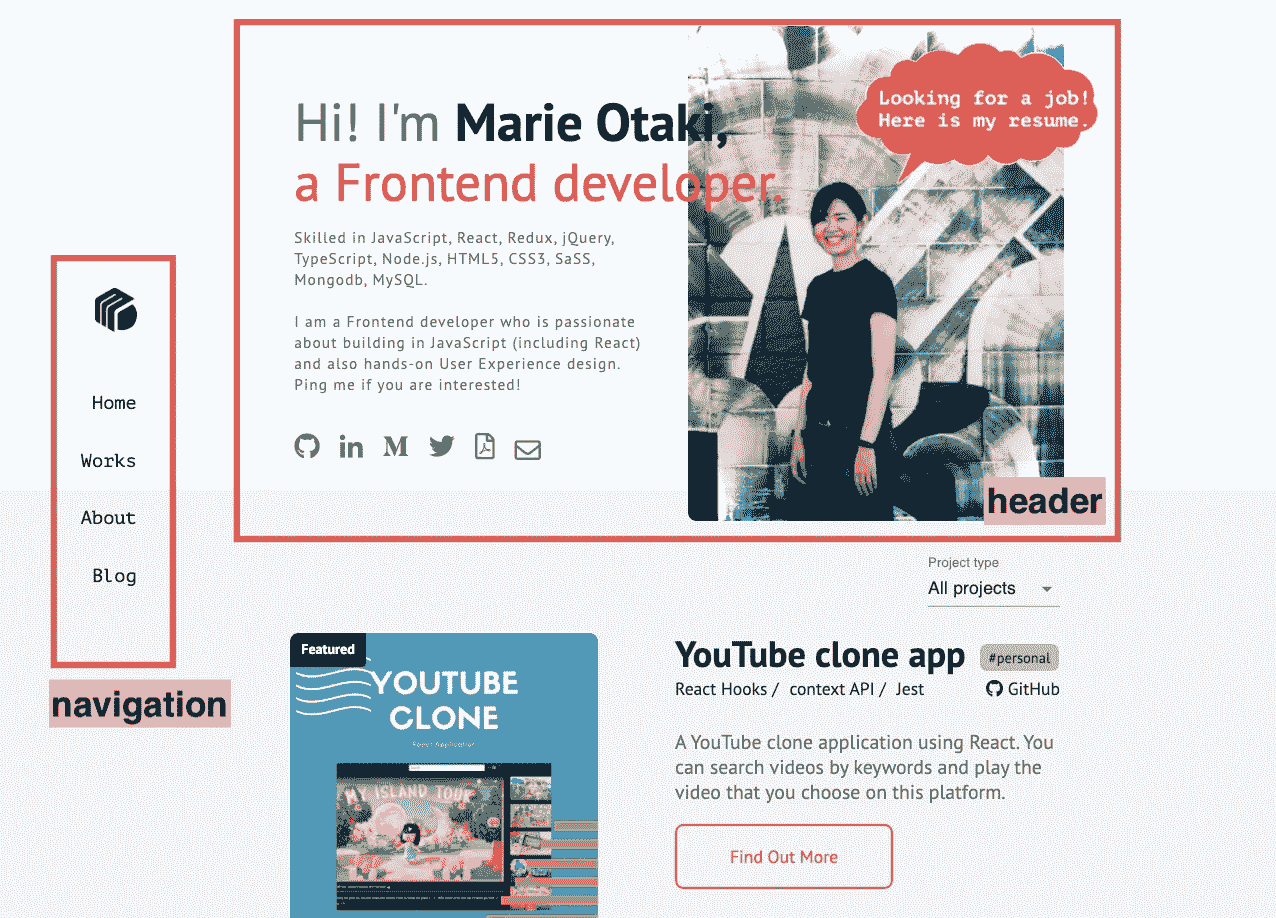 Looking for a job!
Here is my resume.
Hi! I'm Marie Otaki,
a Frontend developer.
Skilled in JavaScript, React, Redux, jQuery,
TypeScript, Node.js, HTML5, CSS3, SaSS,
Mongodb, MySQL.
I am a Frontend developer who is passionate
about building in JavaScript (including React)
and also hands-on User Experience design.
Ping me if you are interested!
header
Home
Works
About
Blog
navigation
Project type
All projects
Featured
YOUTUBE
CLONE
React Application
MY ISLAND TOUR
YouTube clone app
#personal
React Hooks / context API / Jest
GitHub
A YouTube clone application using React. You
can search videos by keywords and play the
video that you choose on this platform.
Find Out More